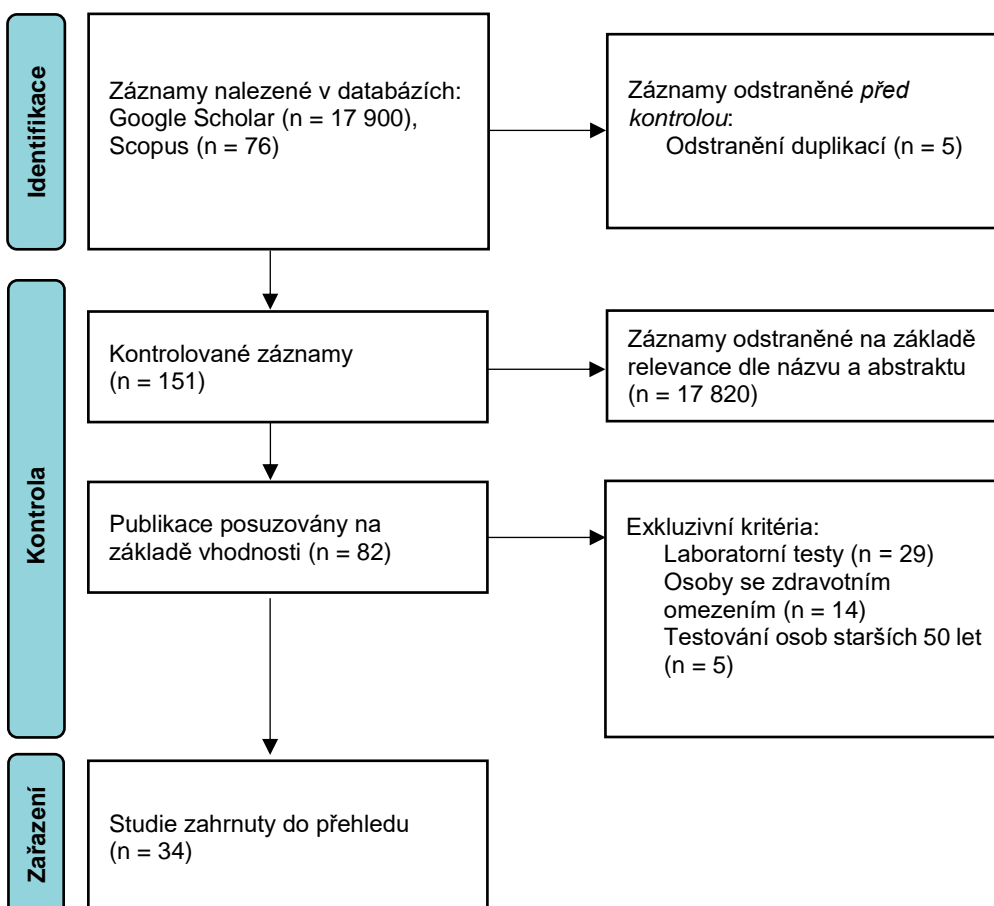 Identifikace
Záznamy nalezené v databázích:
Google Scholar (n = 17 900),
Scopus (n = 76)
Záznamy odstraněné před
kontrolou:
Odstranění duplikací (n = 5)
Kontrola
Kontrolované záznamy
(n = 151)
Záznamy odstraněné na základě
relevance dle názvu a abstraktu
(n = 17 820)
Publikace posuzovány na
základě vhodnosti (n = 82)
Exkluzivní kritéria:
Laboratorní testy (n = 29)
Osoby se zdravotním
omezením (n = 14)
Testování osob starších 50 let
(n = 5)
Zařazení
Studie zahrnuty do přehledu
(n = 34)